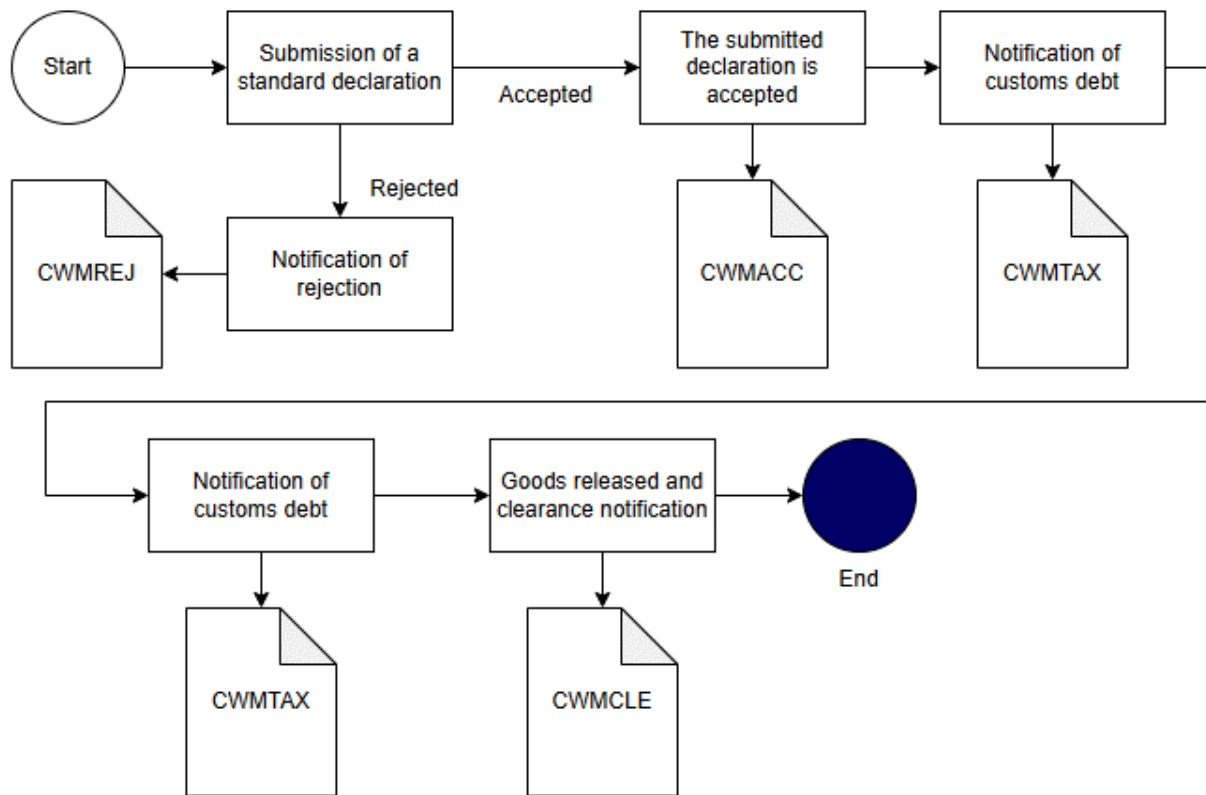 Start
Submission of a
standard declaration
Accepted
The submitted
declaration is
accepted
Notification of
customs debt
Rejected
CWMREJ
Notification of
rejection
CWMACC
CWMTAX
Notification of
customs debt
Goods released and
clearance notification
End
CWMTAX
CWMCLE